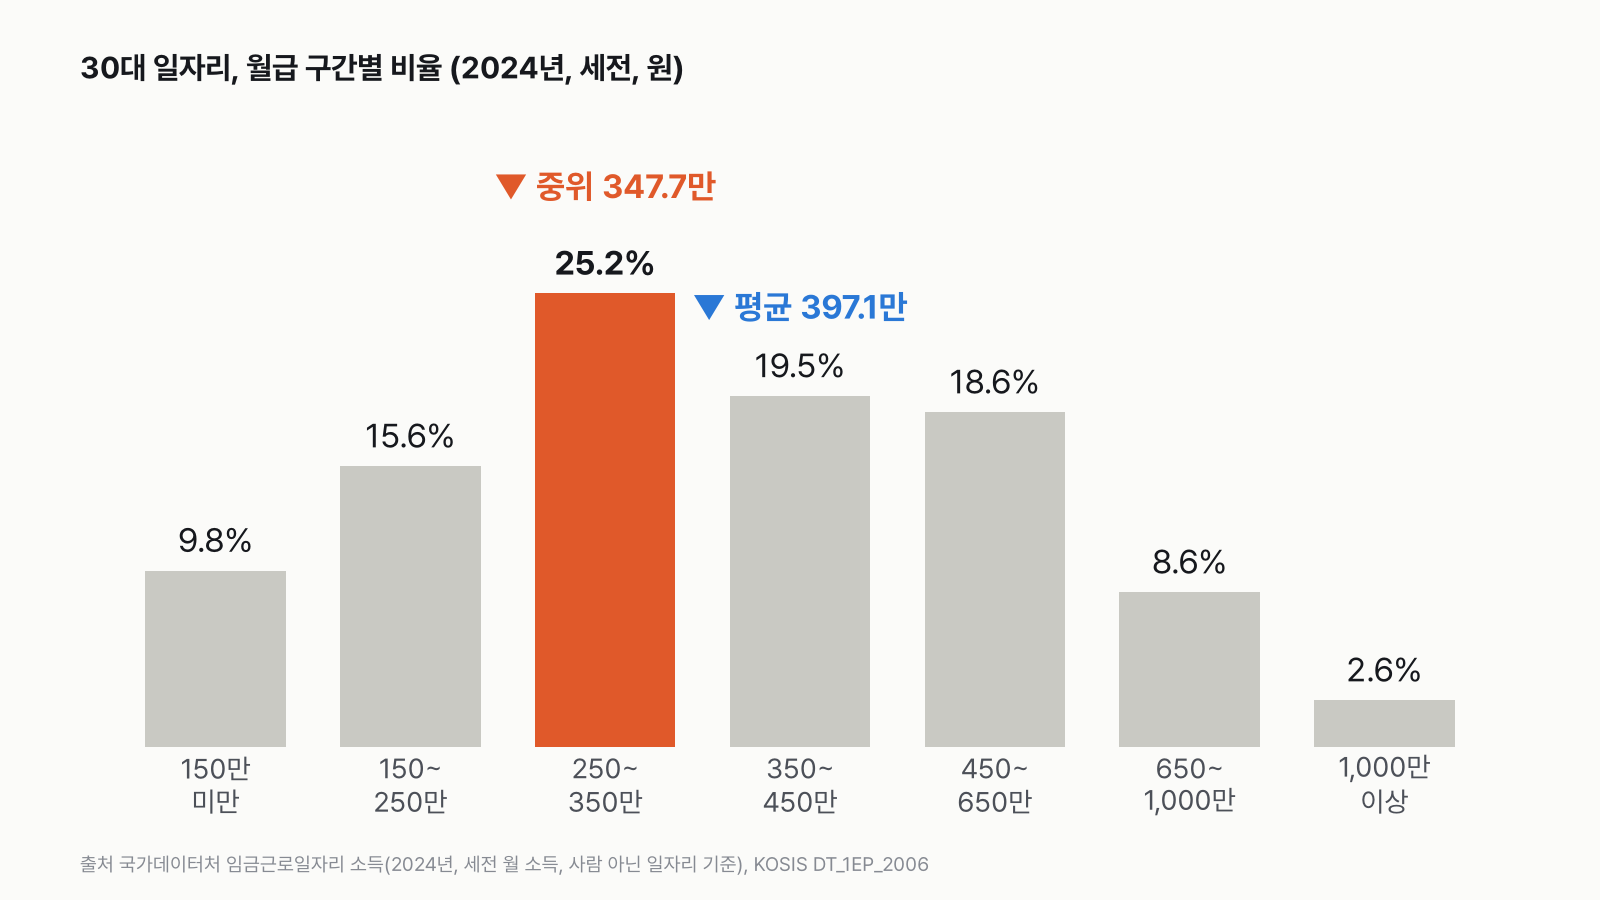 30대 일자리, 월급 구간별 비율 (2024년, 세전, 원)
▼ 중위 347.7만
25.2%
▼ 평균 397.1만
19.5%
18.6%
15.6%
9.8%
8.6%
2.6%
150만
미만
150~
250만
250~
350만
350~
450만
450~
650만
650~
1,000만
1,000만
이상
출처 국가데이터처 임금근로일자리 소득(2024년, 세전 월 소득, 사람 아닌 일자리 기준), KOSIS DT_1EP_2006